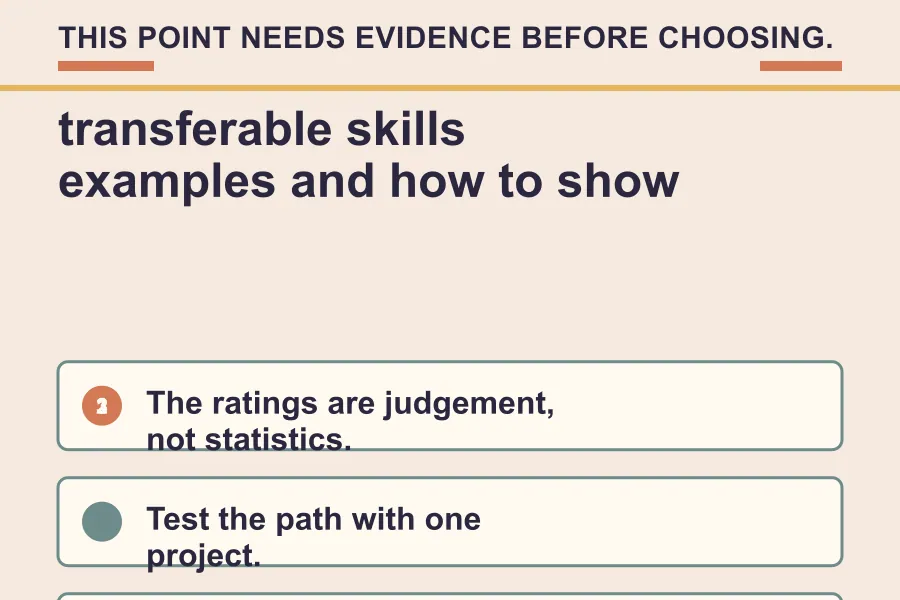 THIS POINT NEEDS EVIDENCE BEFORE CHOOSING.
transferable skills
examples and how to show
The ratings are judgement,
not statistics.
Test the path with one
project.